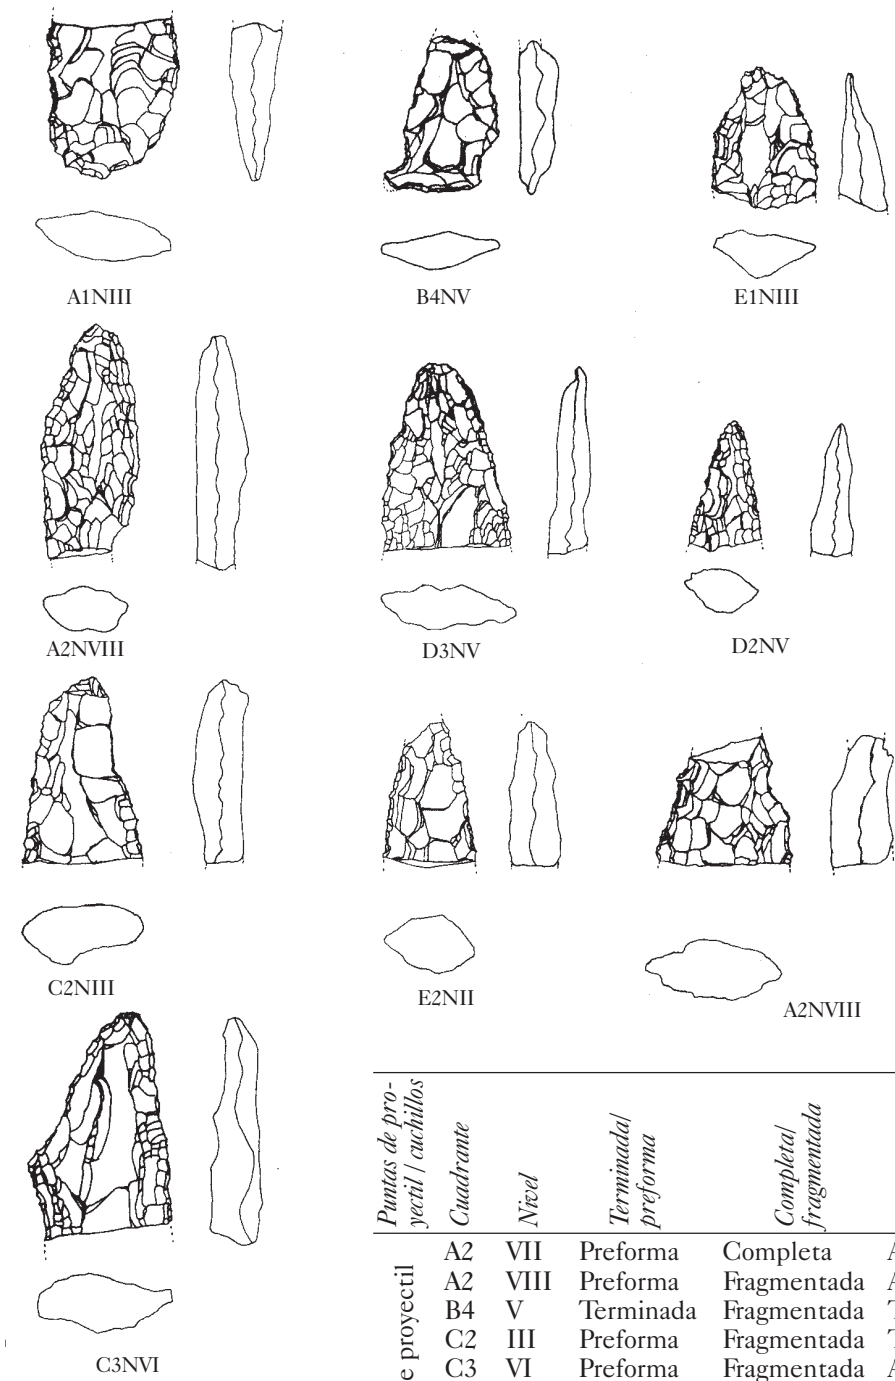 A1NIII
B4NV
E1NIII
A2NVIII
D3NV
D2NV
C2NIII
E2NII
A2NVIII
C3NVI
Puntas de pro-
yectil / cuchillos
Cuadrante
Nivel
Terminada/
preforma
Completa/
fragmentada
e proyectil
A2 VII Preforma Completa A
A2 VIII Preforma Fragmentada A
B4 V Terminada Fragmentada T
C2 III Preforma Fragmentada T
C3 VI Preforma Fragmentada A